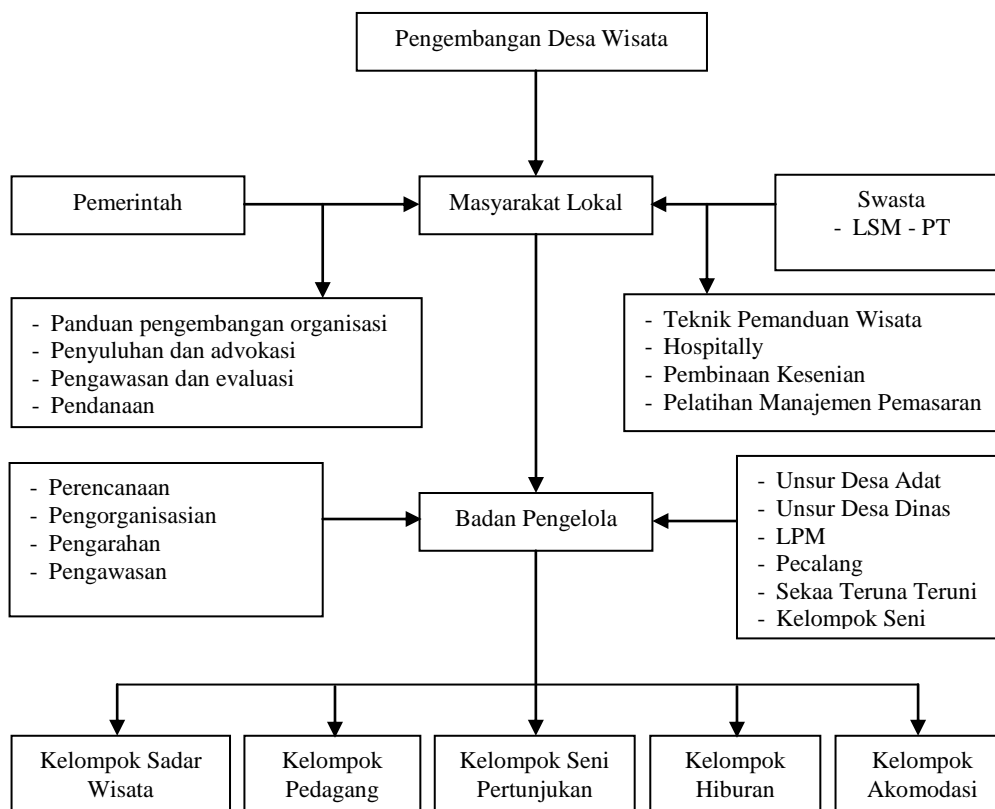 Pengembangan Desa Wisata
Pemerintah
Masyarakat Lokal
Swasta
- LSM - PT
- Panduan pengembangan organisasi
- Penyuluhan dan advokasi
- Pengawasan dan evaluasi
- Pendanaan
- Teknik Pemanduan Wisata
- Hospitally
- Pembinaan Kesenian
- Pelatihan Manajemen Pemasaran
- Perencanaan
- Pengorganisasian
- Pengarahan
- Pengawasan
Badan Pengelola
- Unsur Desa Adat
- Unsur Desa Dinas
- LPM
- Pecalang
- Sekaa Teruna Teruni
- Kelompok Seni
Kelompok Sadar
Wisata
Kelompok
Pedagang
Kelompok Seni
Pertunjukan
Kelompok
Hiburan
Kelompok
Akomodasi